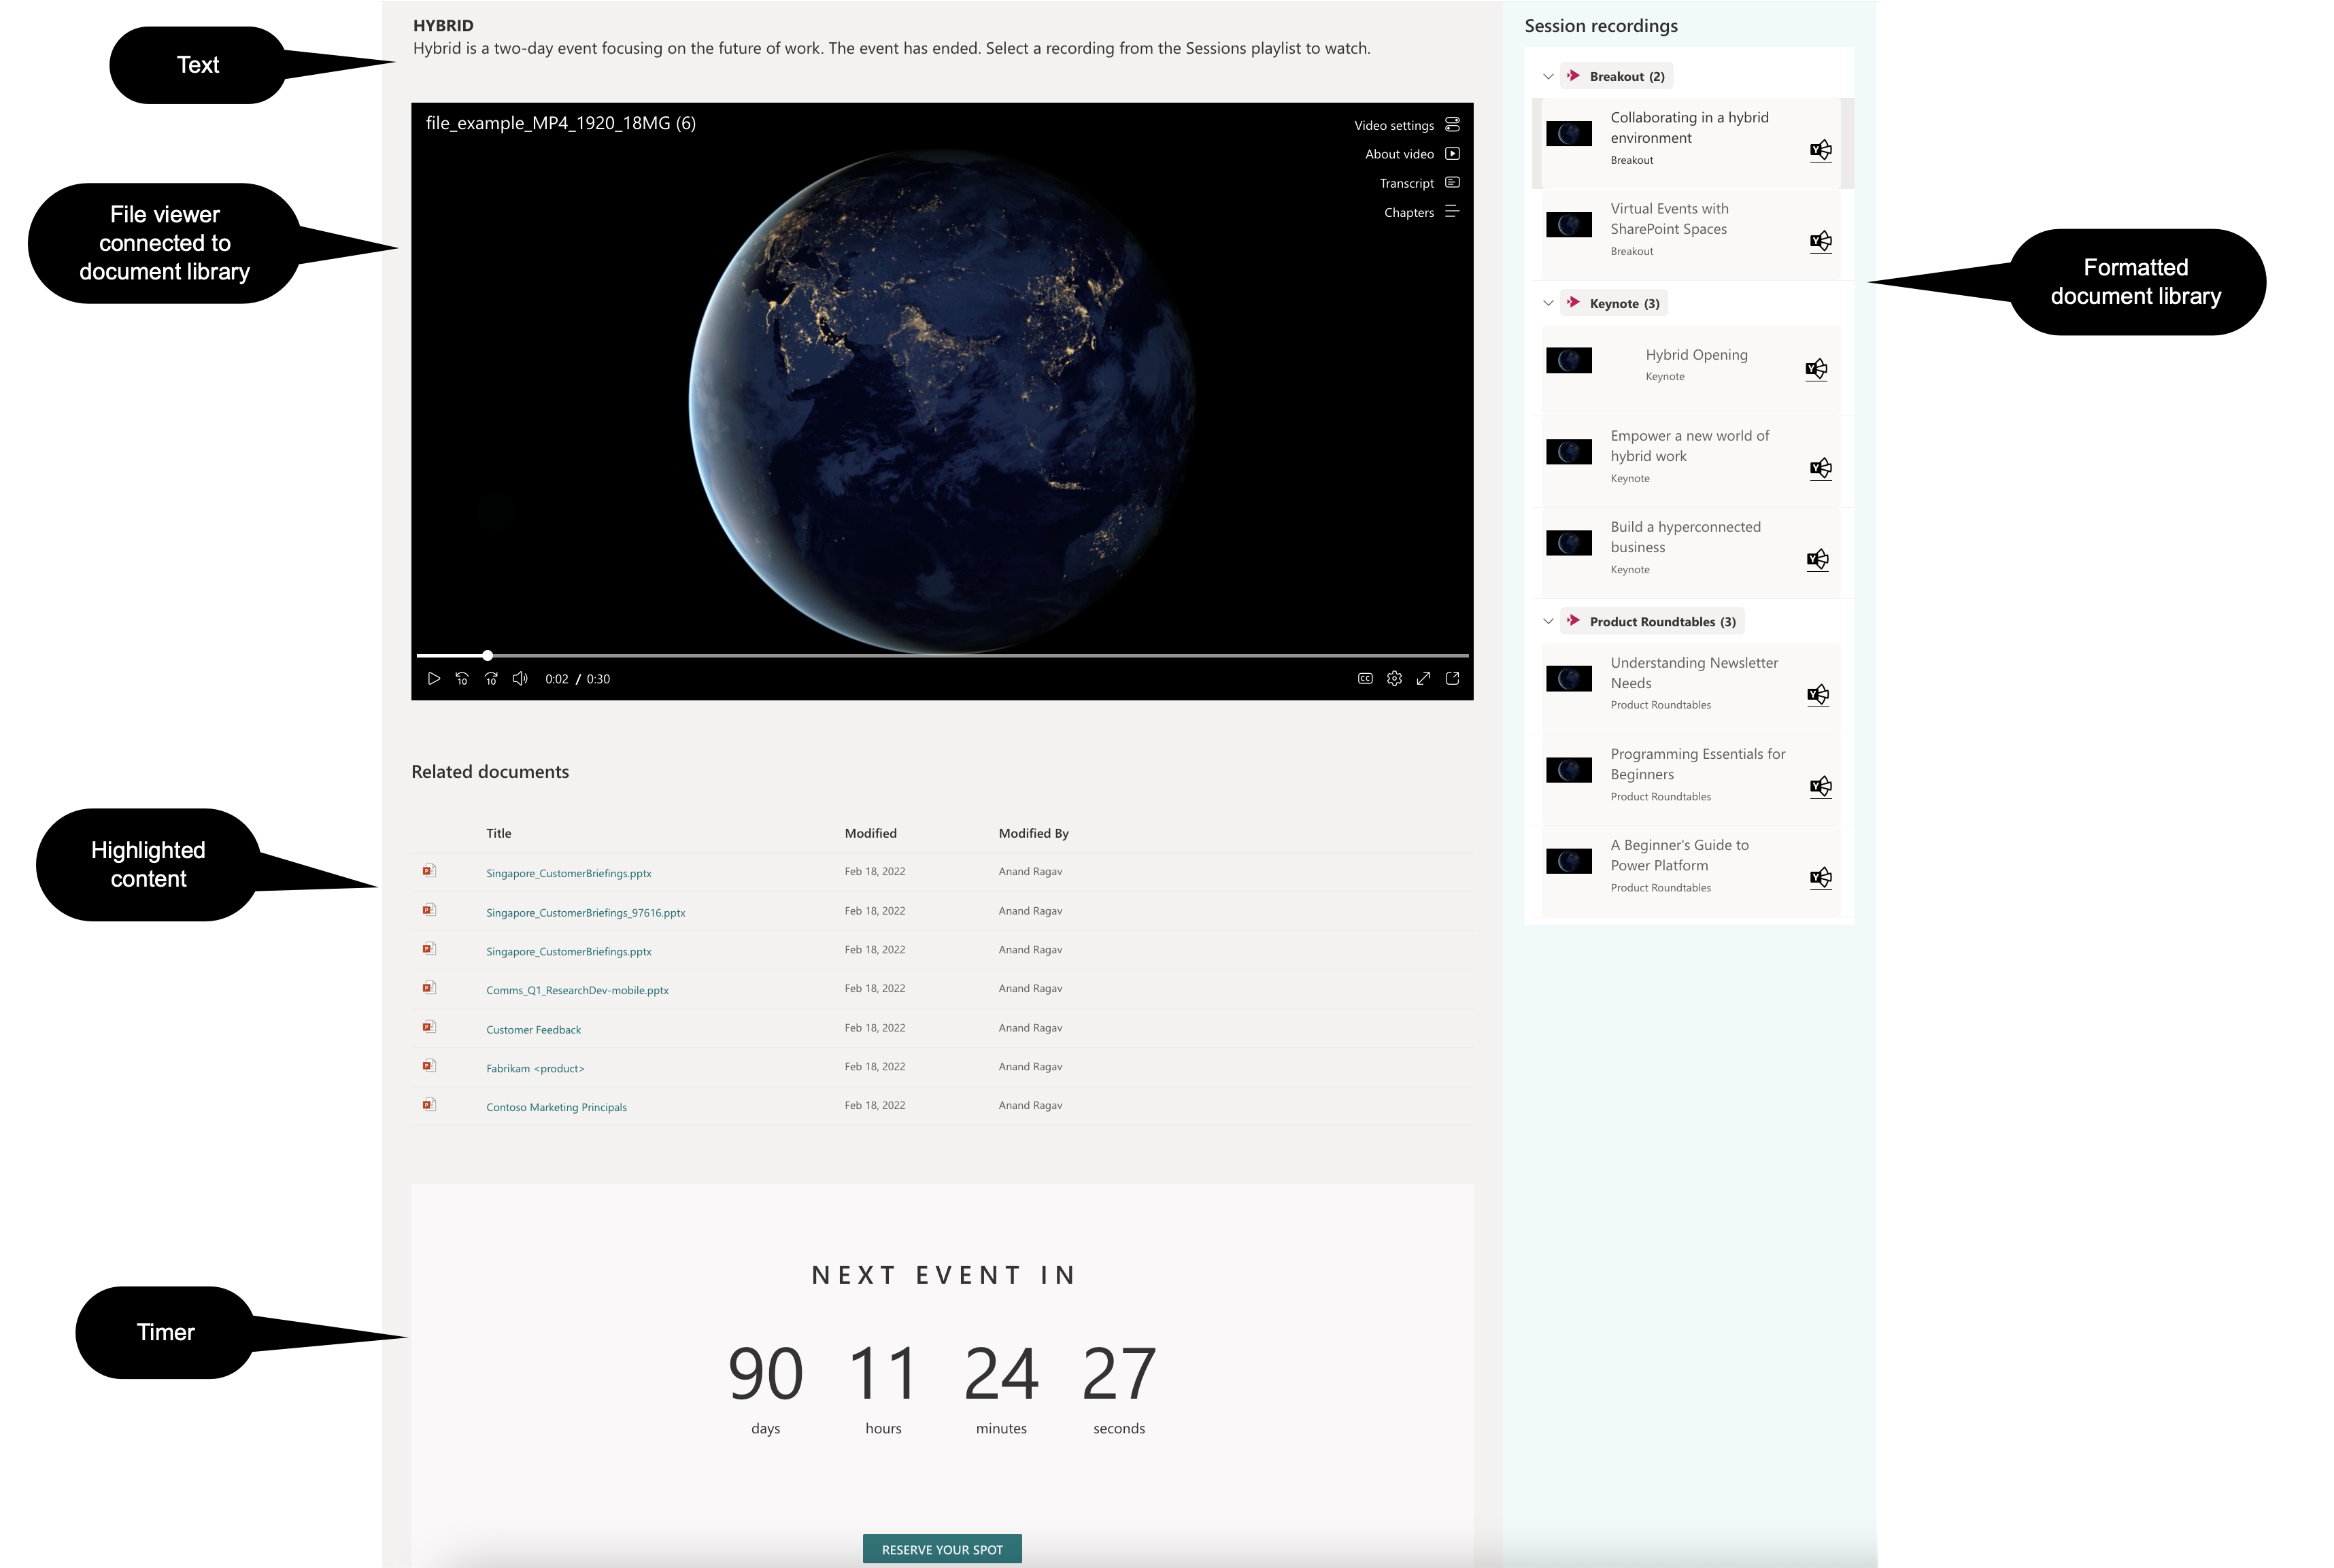 Text
File viewer
connected to
document library
Highlighted
content
Timer
HYBRID
Hybrid is a two-day event focusing on the future of work. The event has ended. Select a recording from the Sessions playlist to watch.
file_example_MP4_1920_18MG (6)
Video settings
About video
Transcript
Chapters
10
10
0:02 / 0:30
CC
Related documents
Title Modified Modified By
Singapore_CustomerBriefings.pptx Feb 18, 2022 Anand Ragav
Singapore_CustomerBriefings_97616.pptx Feb 18, 2022 Anand Ragav
Singapore_CustomerBriefings.pptx Feb 18, 2022 Anand Ragav
Comms_Q1_ResearchDev-mobile.pptx Feb 18, 2022 Anand Ragav
Customer Feedback Feb 18, 2022 Anand Ragav
Fabrikam <product> Feb 18, 2022 Anand Ragav
Contoso Marketing Principals Feb 18, 2022 Anand Ragav
NEXT EVENT IN
90 11 24 27
days hours minutes seconds
RESERVE YOUR SPOT
Session recordings
Breakout (2)
Collaborating in a hybrid
environment
Breakout
Virtual Events with
SharePoint Spaces
Breakout
Keynote (3)
Hybrid Opening
Keynote
Empower a new world of
hybrid work
Keynote
Build a hyperconnected
business
Keynote
Product Roundtables (3)
Understanding Newsletter
Needs
Product Roundtables
Programming Essentials for
Beginners
Product Roundtables
A Beginner's Guide to
Power Platform
Product Roundtables
Formatted
document library